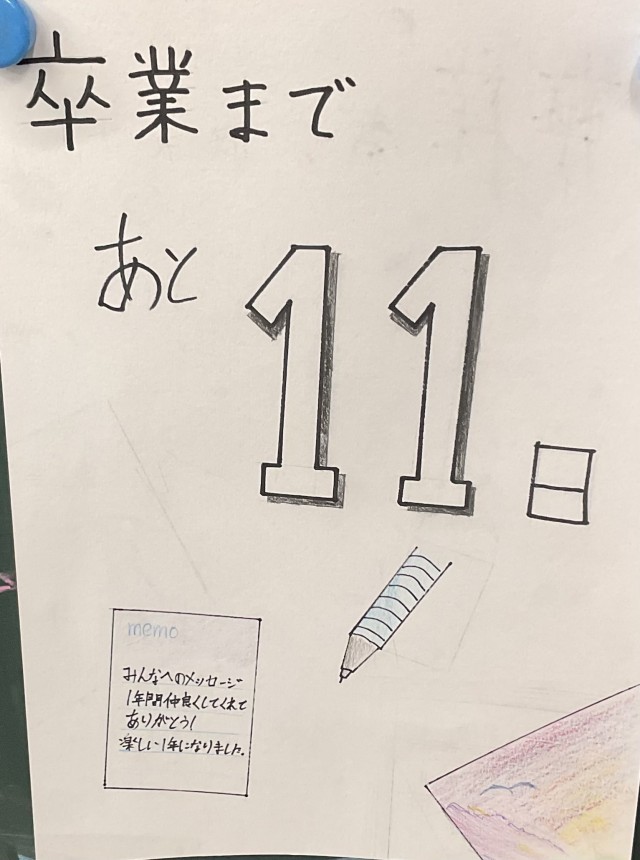 卒業まで
あと 11 日
memo
みんなへのメッセージ
1年間仲良くしてくれて
ありがとう!
楽しい1年になりました。